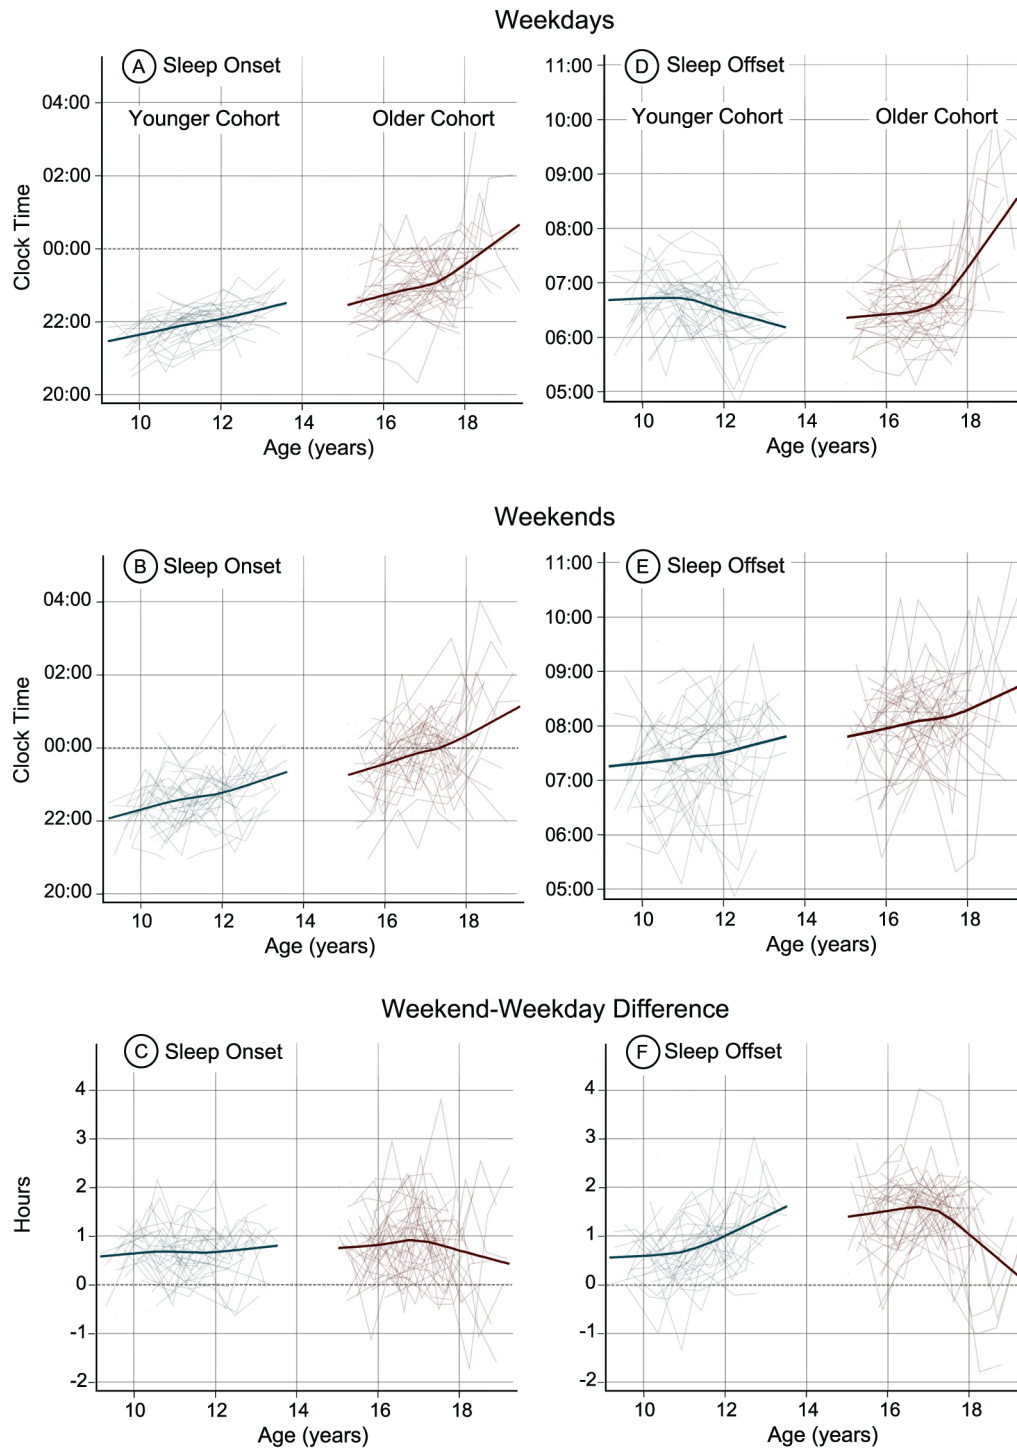 Weekdays
A Sleep Onset
04:00
Younger Cohort
Older Cohort
02:00
00:00
22:00
20:00
Clock Time
10 12 14 16 18
Age (years)
D Sleep Offset
11:00
10:00
Younger Cohort
Older Cohort
09:00
08:00
07:00
06:00
05:00
10 12 14 16 18
Age (years)
Weekends
B Sleep Onset
04:00
02:00
00:00
22:00
20:00
Clock Time
10 12 14 16 18
Age (years)
E Sleep Offset
11:00
10:00
09:00
08:00
07:00
06:00
05:00
10 12 14 16 18
Age (years)
Weekend-Weekday Difference
C Sleep Onset
4
3
2
1
0
-1
-2
Hours
10 12 14 16 18
Age (years)
F Sleep Offset
4
3
2
1
0
-1
-2
10 12 14 16 18
Age (years)